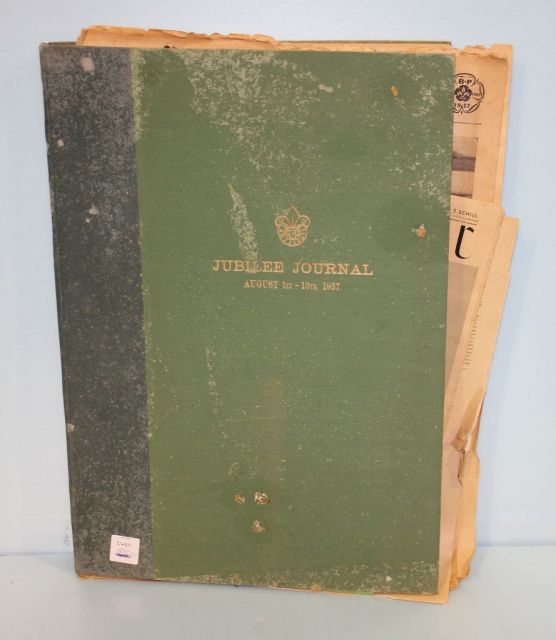 JUBILEE JOURNAL
AUGUST 1ST - 13TH, 1957.
B-P
1957
J. SCHILL
r